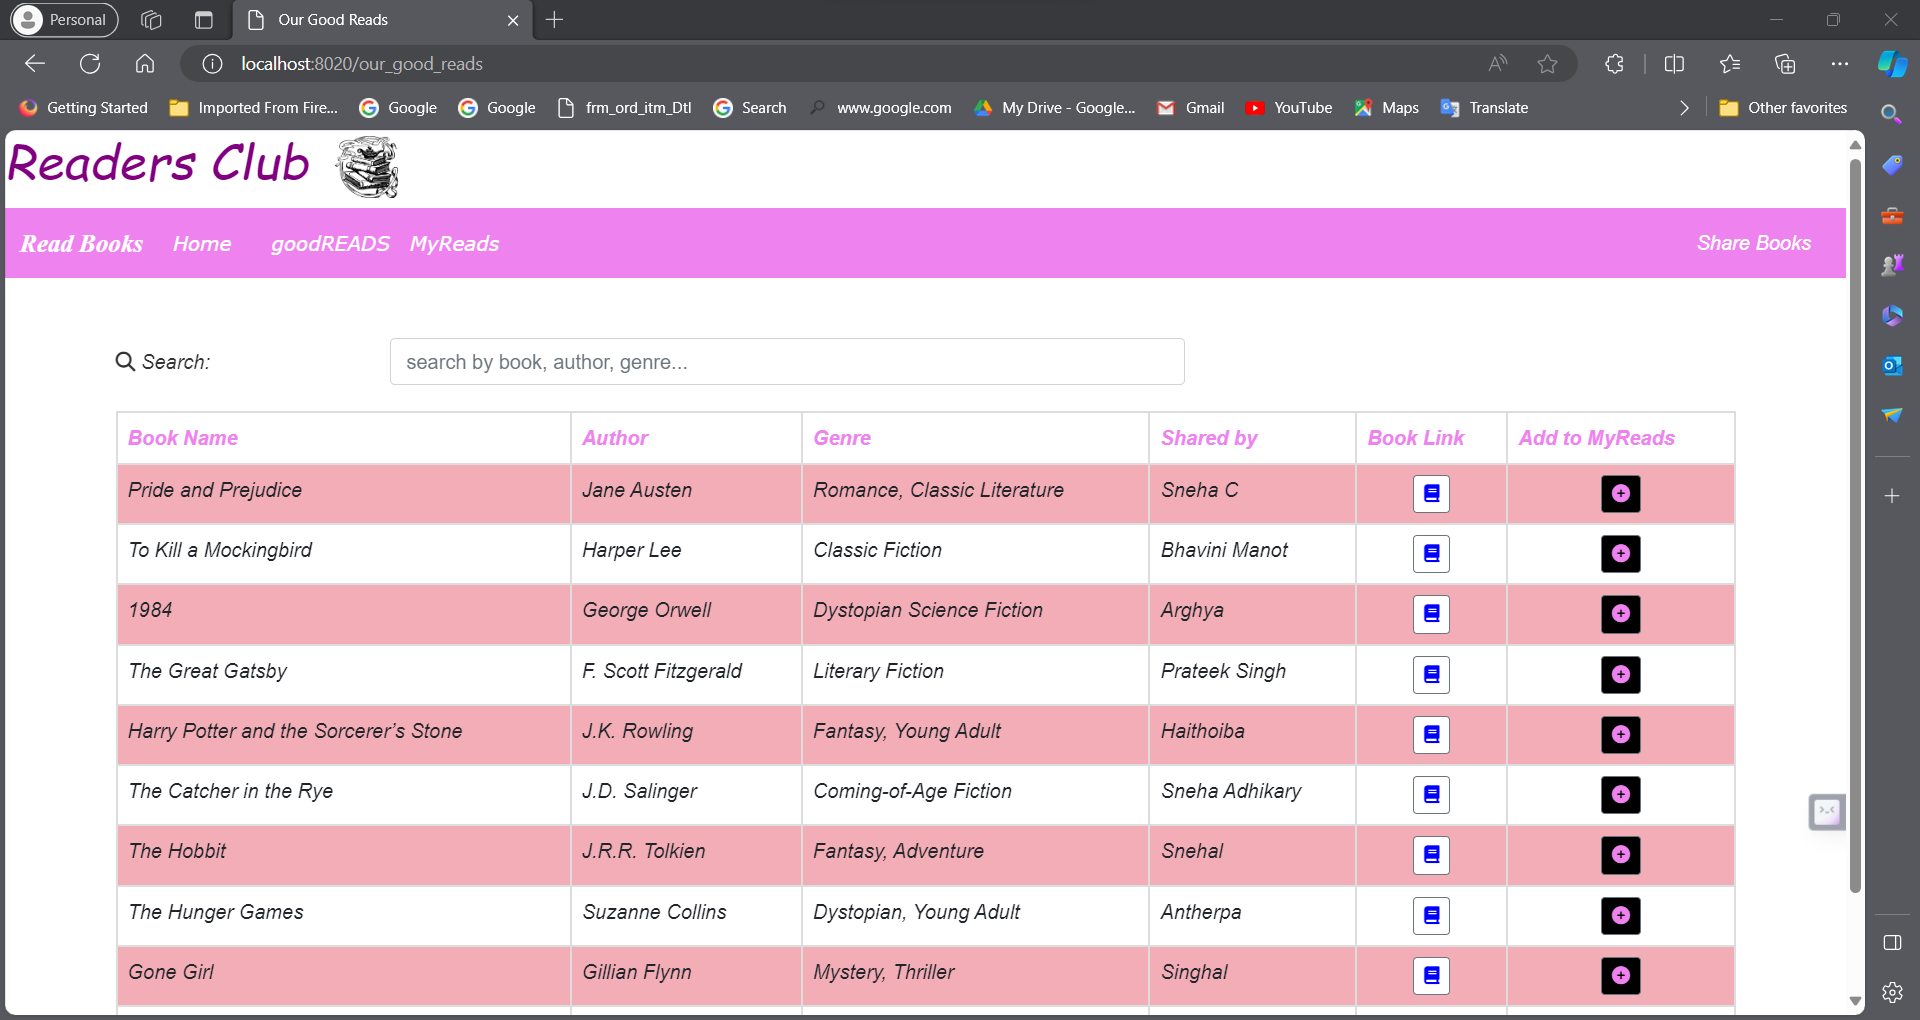 Personal Our Good Reads
localhost:8020/our_good_reads
Getting Started Imported From Fire... Google Google frm_ord_itm_Dtl Search www.google.com My Drive - Google... Gmail YouTube Maps Translate Other favorites
Readers Club
Read Books Home goodREADS MyReads Share Books
Search: search by book, author, genre...
Book Name Author Genre Shared by Book Link Add to MyReads
Pride and Prejudice Jane Austen Romance, Classic Literature Sneha C
To Kill a Mockingbird Harper Lee Classic Fiction Bhavini Manot
1984 George Orwell Dystopian Science Fiction Arghya
The Great Gatsby F. Scott Fitzgerald Literary Fiction Prateek Singh
Harry Potter and the Sorcerer’s Stone J.K. Rowling Fantasy, Young Adult Haithoiba
The Catcher in the Rye J.D. Salinger Coming-of-Age Fiction Sneha Adhikary
The Hobbit J.R.R. Tolkien Fantasy, Adventure Snehal
The Hunger Games Suzanne Collins Dystopian, Young Adult Antherpa
Gone Girl Gillian Flynn Mystery, Thriller Singhal